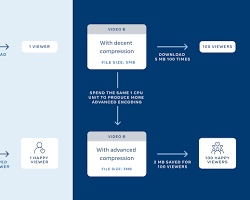 VIDEO B
With decent
compression
FILE SIZE: 5MB
AD
1 VIEWER
DOWNLOAD
5 MB 100 TIMES
100 VIEWERS
SPEND THE SAME 1 CPU
UNIT TO PRODUCE MORE
ADVANCED ENCODING
VIDEO B
With advanced
compression
FILE SIZE: 3MB
1 HAPPY
VIEWER
2 MB SAVED FOR
100 VIEWERS
100 HAPPY
VIEWERS